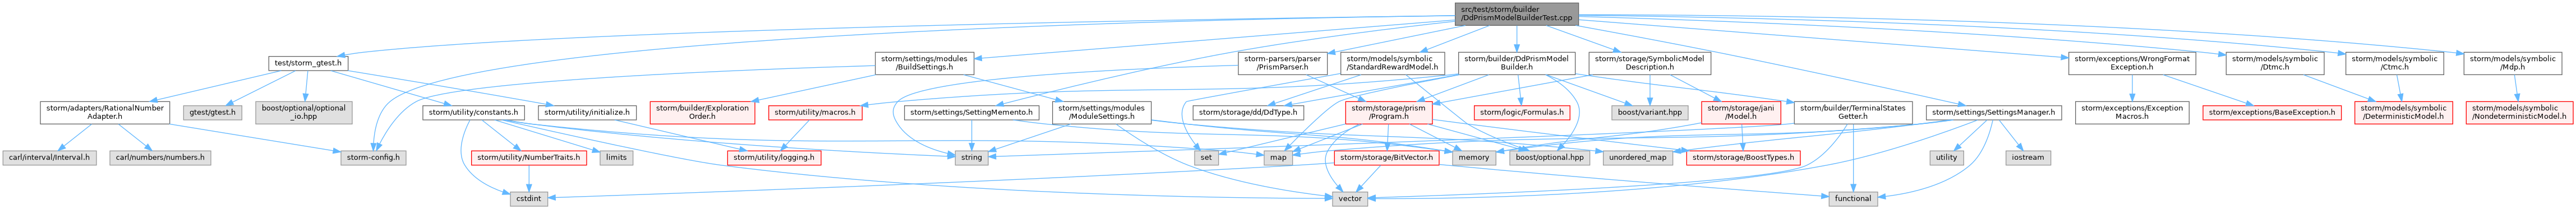 src/test/storm/builder
/DdPrismModelBuilderTest.cpp
test/storm_gtest.h
storm/settings/modules
/BuildSettings.h
storm-parsers/parser
/PrismParser.h
storm/models/symbolic
/StandardRewardModel.h
storm/builder/DdPrismModel
Builder.h
storm/storage/SymbolicModel
Description.h
storm/exceptions/WrongFormat
Exception.h
storm/models/symbolic
/Dtmc.h
storm/models/symbolic
/Ctmc.h
storm/models/symbolic
/Mdp.h
storm/adapters/RationalNumber
Adapter.h
gtest/gtest.h
boost/optional/optional
_io.hpp
storm/utility/constants.h
storm/utility/initialize.h
storm/builder/Exploration
Order.h
storm/utility/macros.h
storm/settings/SettingMemento.h
storm/settings/modules
/ModuleSettings.h
storm/storage/dd/DdType.h
storm/storage/prism
/Program.h
storm/logic/Formulas.h
boost/variant.hpp
storm/storage/jani
/Model.h
storm/builder/TerminalStates
Getter.h
storm/settings/SettingsManager.h
storm/exceptions/Exception
Macros.h
storm/exceptions/BaseException.h
storm/models/symbolic
/DeterministicModel.h
storm/models/symbolic
/NondeterministicModel.h
carl/interval/Interval.h
carl/numbers/numbers.h
storm-config.h
storm/utility/NumberTraits.h
limits
storm/utility/logging.h
string
set
map
storm/storage/BitVector.h
memory
boost/optional.hpp
unordered_map
storm/storage/BoostTypes.h
utility
iostream
cstdint
vector
functional